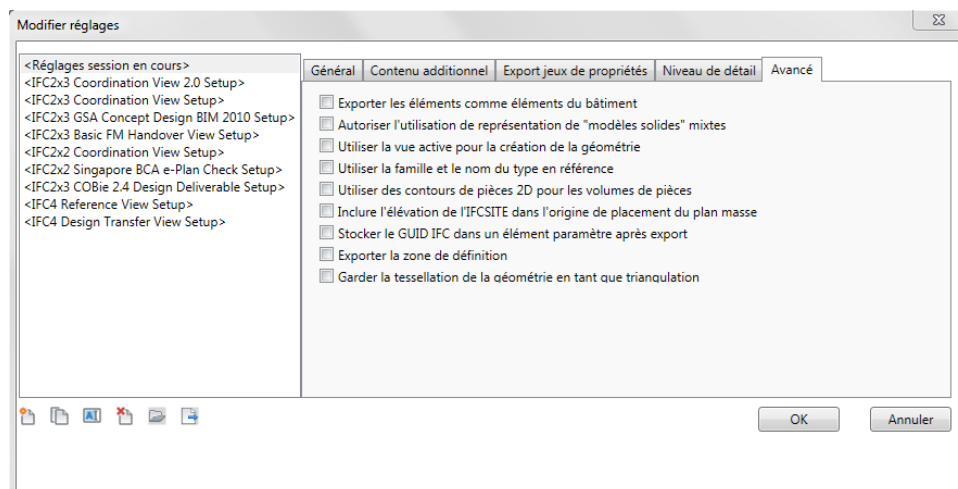 Modifier réglages
<Réglages session en cours>
<IFC2x3 Coordination View 2.0 Setup>
<IFC2x3 Coordination View Setup>
<IFC2x3 GSA Concept Design BIM 2010 Setup>
<IFC2x3 Basic FM Handover View Setup>
<IFC2x2 Coordination View Setup>
<IFC2x2 Singapore BCA e-Plan Check Setup>
<IFC2x3 COBie 2.4 Design Deliverable Setup>
<IFC4 Reference View Setup>
<IFC4 Design Transfer View Setup>
Général Contenu additionnel Export jeux de propriétés Niveau de détail Avancé
Exporter les éléments comme éléments du bâtiment
Autoriser l'utilisation de représentation de "modèles solides" mixtes
Utiliser la vue active pour la création de la géométrie
Utiliser la famille et le nom du type en référence
Utiliser des contours de pièces 2D pour les volumes de pièces
Inclure l'élévation de l'IFCSITE dans l'origine de placement du plan masse
Stocker le GUID IFC dans un élément paramètre après export
Exporter la zone de définition
Garder la tessellation de la géométrie en tant que triangulation
OK Annuler